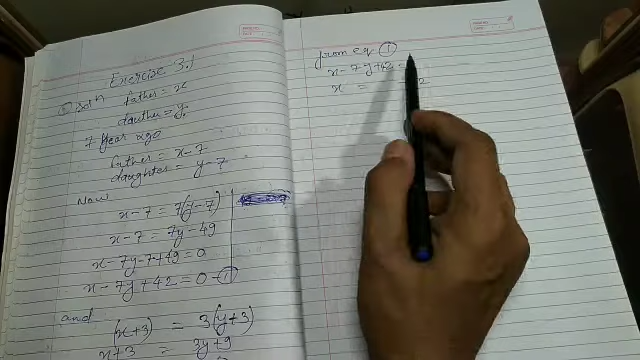 Exercise 3.1
① Solⁿ father = x
dauther = y.
7 year ago
father = x-7
daughter = y-7
Now
x-7 = 7(y-7)
x-7 = 7y-49
x-7y-7+49=0
x-7y+42=0-①
and
(x+3) = 3(y+3)
x+3 = 3y+9
from eq ①
x-7y+42=
x =